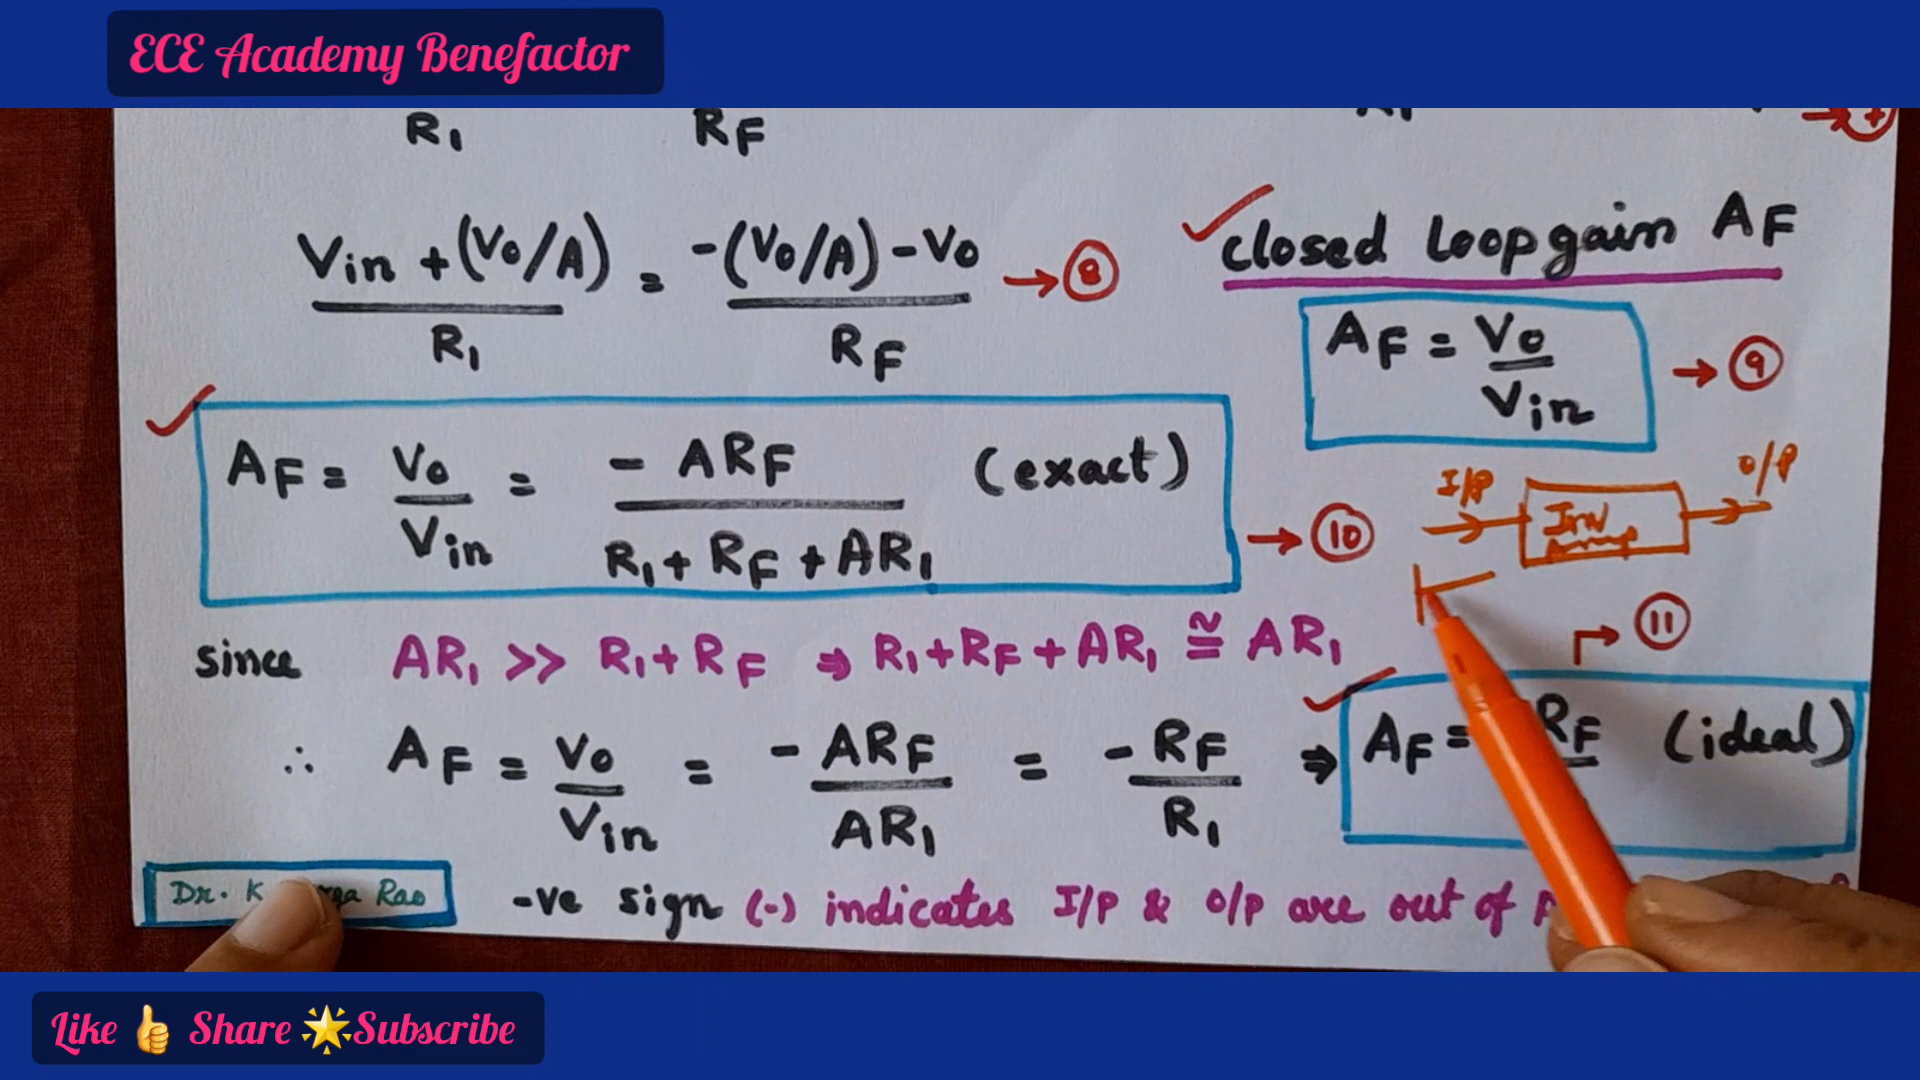 ECE Academy Benefactor
R1 RF
Vin + (Vo/A) / R1 = -(Vo/A) - Vo / RF → 8
closed Loop gain AF
AF = Vo / Vin → 9
AF = Vo / Vin = - ARF / R1 + RF + AR1 (exact) → 10
I/P Inv Amp O/P
since AR1 >> R1 + RF ⇒ R1 + RF + AR1 ≅ AR1
→ 11
∴ AF = Vo / Vin = - ARF / AR1 = - RF / R1 ⇒ AF = RF (ideal)
Dr. K Rao
-ve sign (-) indicates I/P & O/P are out of
Like 👍 Share 🌟Subscribe